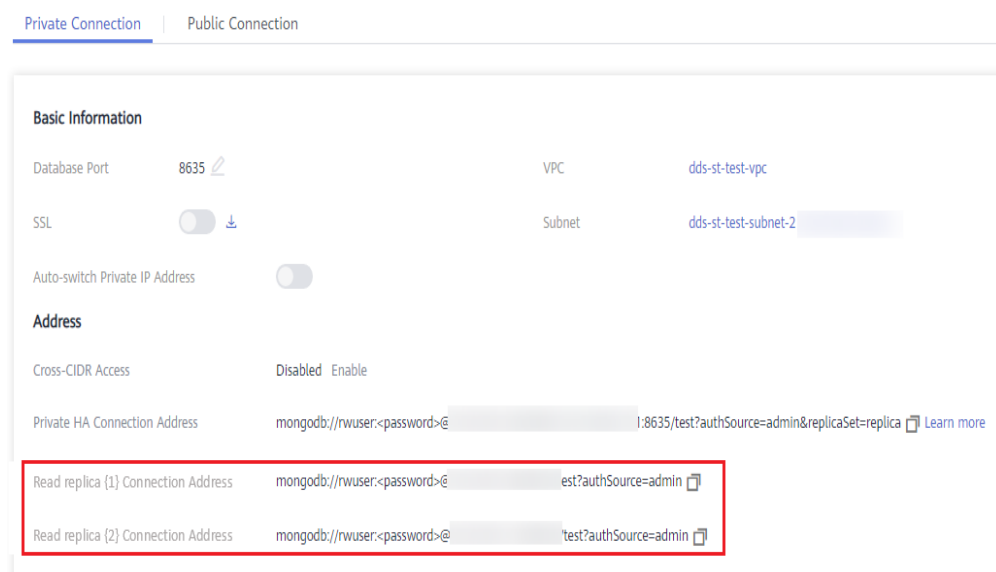 Private Connection Public Connection
Basic Information
Database Port 8635 VPC dds-st-test-vpc
SSL Subnet dds-st-test-subnet-2
Auto-switch Private IP Address
Address
Cross-CIDR Access Disabled Enable
Private HA Connection Address mongodb://rwuser:<password>@ :8635/test?authSource=admin&replicaSet=replica Learn more
Read replica {1} Connection Address mongodb://rwuser:<password>@ est?authSource=admin
Read replica {2} Connection Address mongodb://rwuser:<password>@ /test?authSource=admin